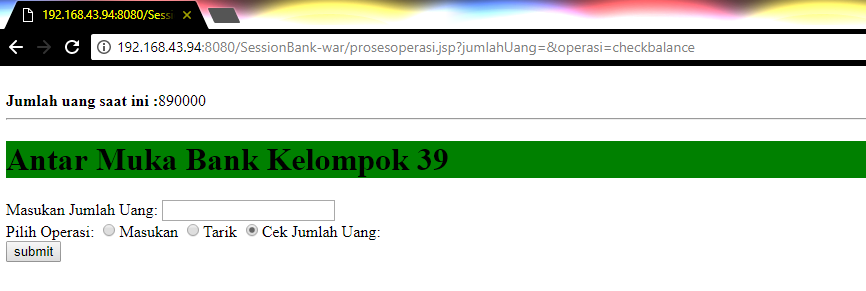 192.168.43.94:8080/Sessi
192.168.43.94:8080/SessionBank-war/prosesoperasi.jsp?jumlahUang=&operasi=checkbalance
Jumlah uang saat ini :890000
Antar Muka Bank Kelompok 39
Masukan Jumlah Uang:
Pilih Operasi: Masukan Tarik Cek Jumlah Uang:
submit